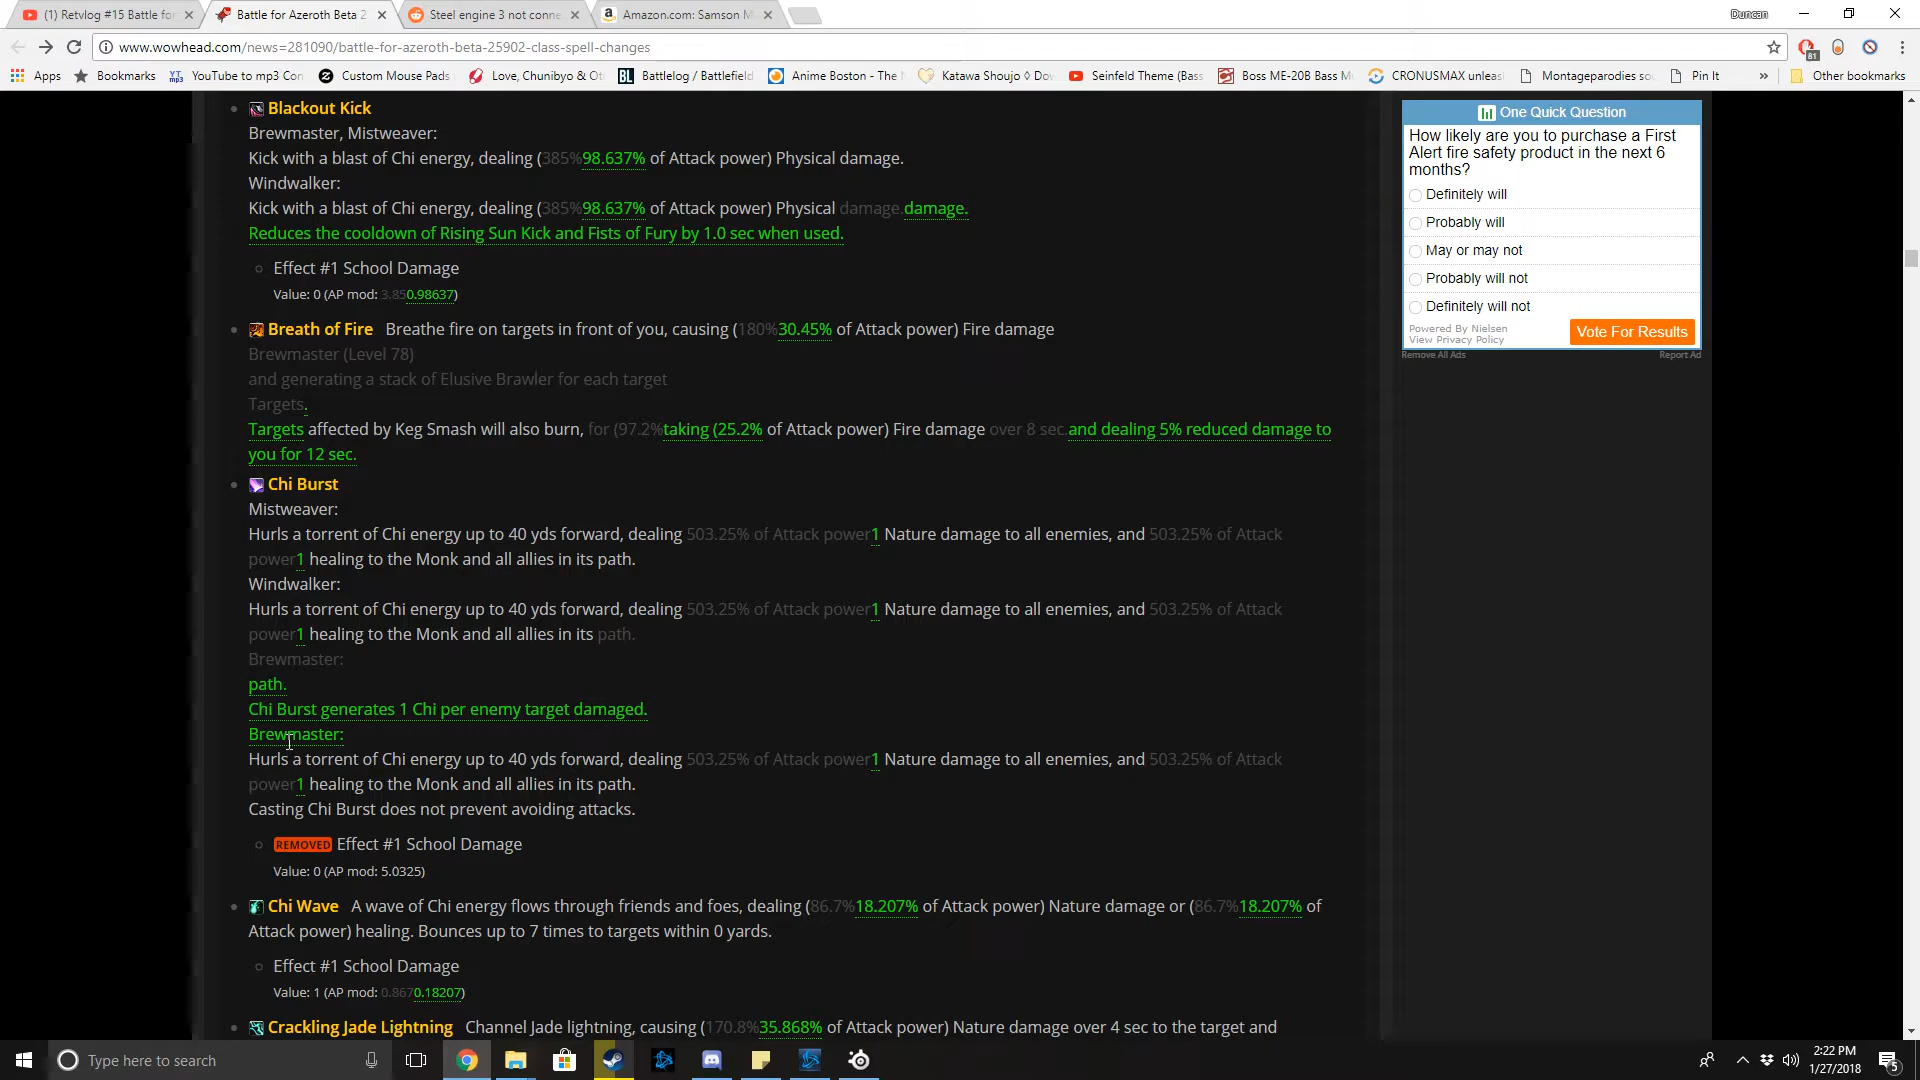 (1) Retvlog #15 Battle for
Battle for Azeroth Beta 2
Steel engine 3 not conne
Amazon.com: Samson M
Duncan
www.wowhead.com/news=281090/battle-for-azeroth-beta-25902-class-spell-changes
81
Apps
Bookmarks
YouTube to mp3 Con
Custom Mouse Pads
Love, Chunibyo & Ot
Battlelog / Battlefield
Anime Boston - The
Katawa Shoujo ◊ Dow
Seinfeld Theme (Bass
Boss ME-20B Bass M
CRONUSMAX unleas
Montageparodies so
Pin It
»
Other bookmarks
Blackout Kick
Brewmaster, Mistweaver:
Kick with a blast of Chi energy, dealing (385%98.637% of Attack power) Physical damage.
Windwalker:
Kick with a blast of Chi energy, dealing (385%98.637% of Attack power) Physical damage.damage.
Reduces the cooldown of Rising Sun Kick and Fists of Fury by 1.0 sec when used.
Effect #1 School Damage
Value: 0 (AP mod: 3.850.98637)
Breath of Fire Breathe fire on targets in front of you, causing (180%30.45% of Attack power) Fire damage
Brewmaster (Level 78)
and generating a stack of Elusive Brawler for each target
Targets.
Targets affected by Keg Smash will also burn, for (97.2%taking (25.2% of Attack power) Fire damage over 8 sec.and dealing 5% reduced damage to
you for 12 sec.
Chi Burst
Mistweaver:
Hurls a torrent of Chi energy up to 40 yds forward, dealing 503.25% of Attack power1 Nature damage to all enemies, and 503.25% of Attack
power1 healing to the Monk and all allies in its path.
Windwalker:
Hurls a torrent of Chi energy up to 40 yds forward, dealing 503.25% of Attack power1 Nature damage to all enemies, and 503.25% of Attack
power1 healing to the Monk and all allies in its path.
Brewmaster:
path.
Chi Burst generates 1 Chi per enemy target damaged.
Brewmaster:
Hurls a torrent of Chi energy up to 40 yds forward, dealing 503.25% of Attack power1 Nature damage to all enemies, and 503.25% of Attack
power1 healing to the Monk and all allies in its path.
Casting Chi Burst does not prevent avoiding attacks.
REMOVED Effect #1 School Damage
Value: 0 (AP mod: 5.0325)
Chi Wave A wave of Chi energy flows through friends and foes, dealing (86.7%18.207% of Attack power) Nature damage or (86.7%18.207% of
Attack power) healing. Bounces up to 7 times to targets within 0 yards.
Effect #1 School Damage
Value: 1 (AP mod: 0.8670.18207)
Crackling Jade Lightning Channel Jade lightning, causing (170.8%35.868% of Attack power) Nature damage over 4 sec to the target and
One Quick Question
How likely are you to purchase a First
Alert fire safety product in the next 6
months?
Definitely will
Probably will
May or may not
Probably will not
Definitely will not
Powered By Nielsen
View Privacy Policy
Vote For Results
Remove All Ads
Report Ad
Type here to search
2:22 PM
1/27/2018
5